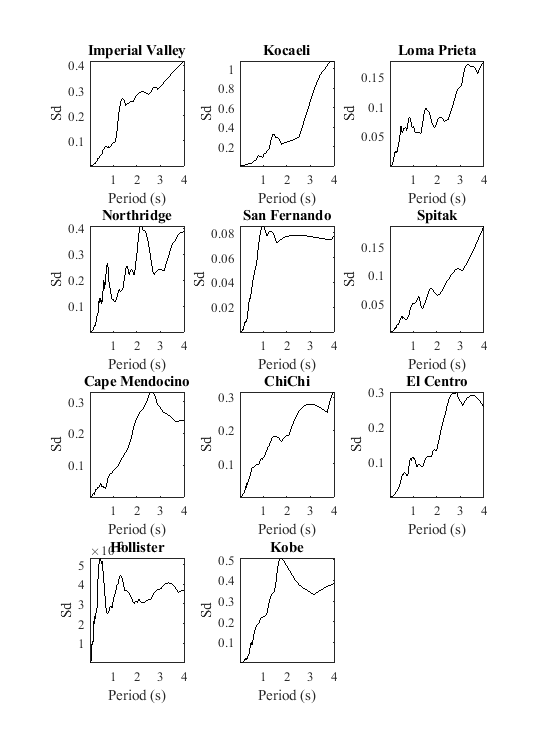 Imperial Valley Kocaeli Loma Prieta
0.4 0.3 0.2 0.1 Sd 1 0.8 0.6 0.4 0.2 Sd 0.15 0.1 0.05 Sd
1 2 3 4 1 2 3 4 1 2 3 4
Period (s) Period (s) Period (s)
Northridge San Fernando Spitak
0.4 0.3 0.2 0.1 Sd 0.08 0.06 0.04 0.02 Sd 0.15 0.1 0.05 Sd
1 2 3 4 1 2 3 4 1 2 3 4
Period (s) Period (s) Period (s)
Cape Mendocino ChiChi El Centro
0.3 0.2 0.1 Sd 0.3 0.2 0.1 Sd 0.3 0.2 0.1 Sd
1 2 3 4 1 2 3 4 1 2 3 4
Period (s) Period (s) Period (s)
×10 Hollister Kobe
5 4 3 2 1 Sd 0.5 0.4 0.3 0.2 0.1 Sd
1 2 3 4 1 2 3 4
Period (s) Period (s)